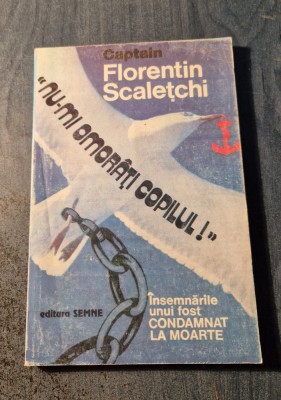 Captain
Florentin
Scalețchi
"NU-MI OMORÂȚI COPILUL!"
Însemnările
unui fost
CONDAMNAT
LA MOARTE
editura SEMNE